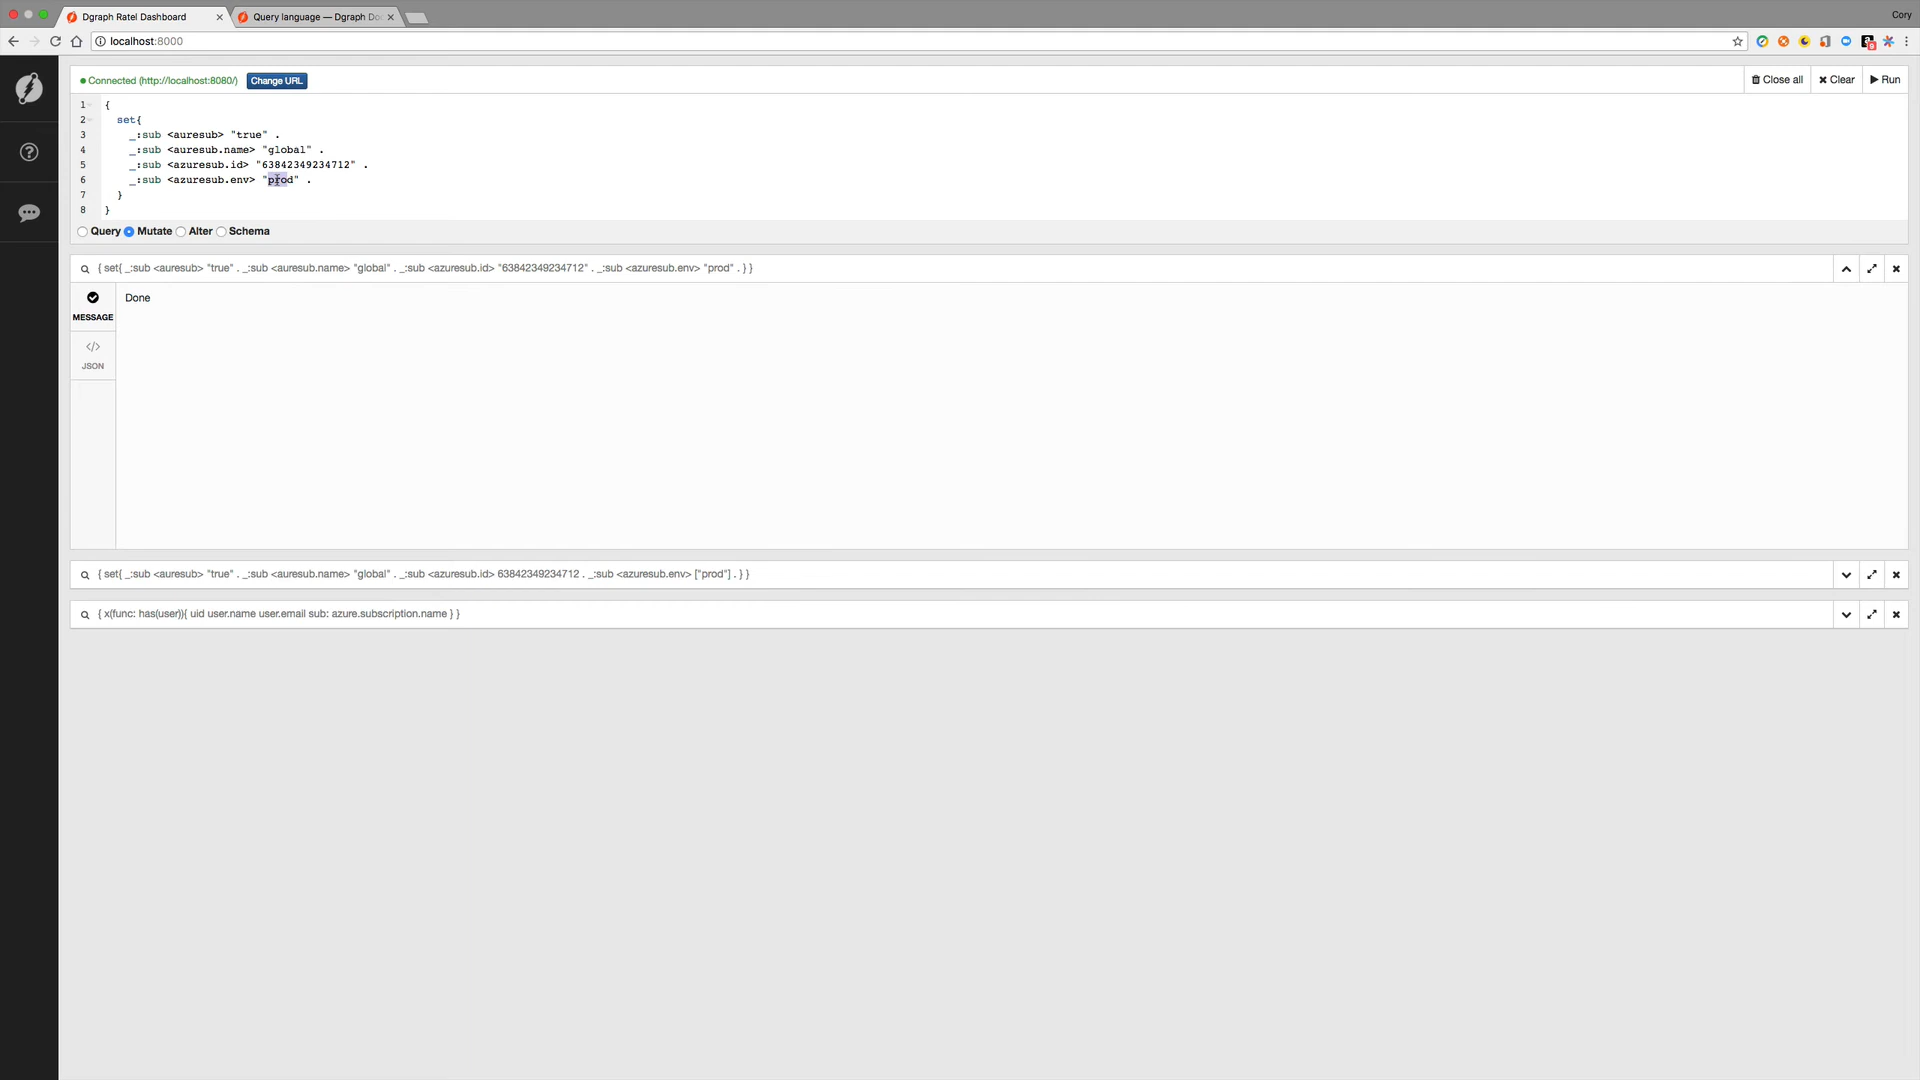 Dgraph Ratel Dashboard
Query language — Dgraph Do
Cory
localhost:8000
Connected (http://localhost:8080/) Change URL
Close all Clear Run
1 {
2 set{
3 _:sub <auresub> "true" .
4 _:sub <auresub.name> "global" .
5 _:sub <azuresub.id> "63842349234712" .
6 _:sub <azuresub.env> "prod" .
7 }
8 }
Query Mutate Alter Schema
{ set{ _:sub <auresub> "true" . _:sub <auresub.name> "global" . _:sub <azuresub.id> "63842349234712" . _:sub <azuresub.env> "prod" . } }
Done
MESSAGE
</>
JSON
{ set{ _:sub <auresub> "true" . _:sub <auresub.name> "global" . _:sub <azuresub.id> 63842349234712 . _:sub <azuresub.env> ["prod"] . } }
{ x(func: has(user)){ uid user.name user.email sub: azure.subscription.name } }